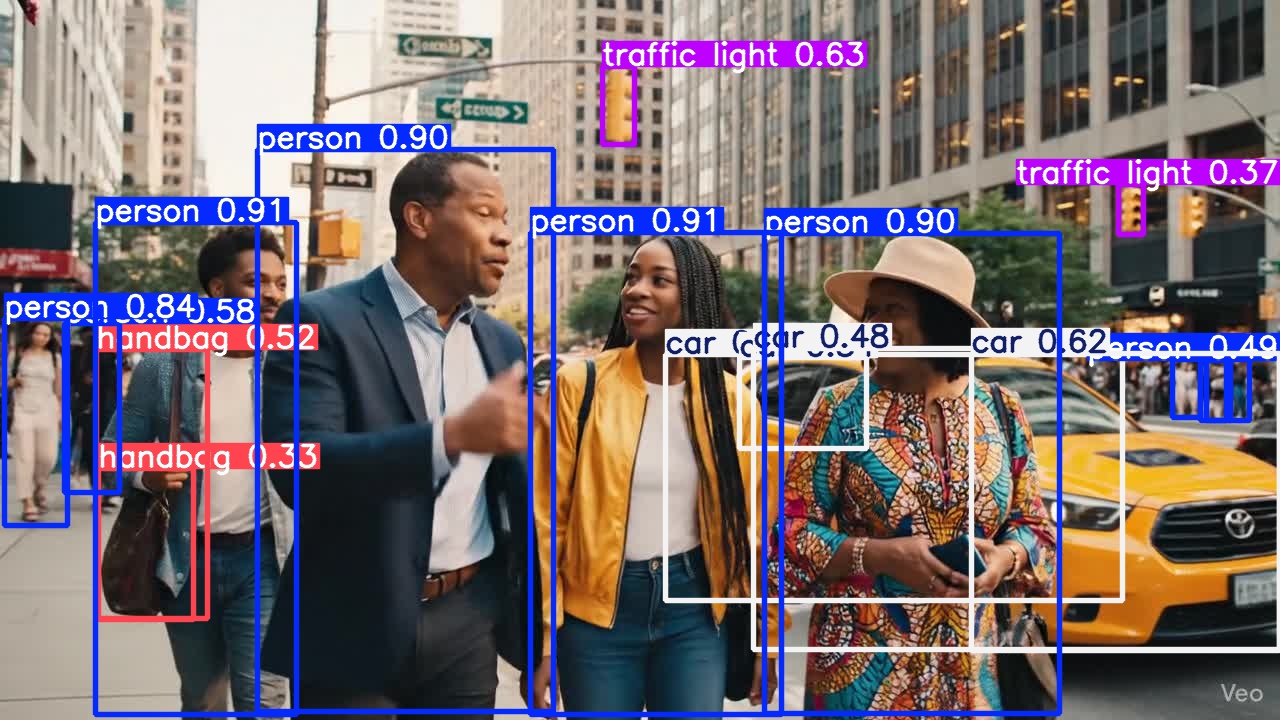 traffic light 0.63
person 0.90
traffic light 0.37
person 0.91
person 0.91
person 0.90
person 0.84
0.58
handbag 0.52
car
car 0.48
car 0.62
person 0.49
handbag 0.33
Veo